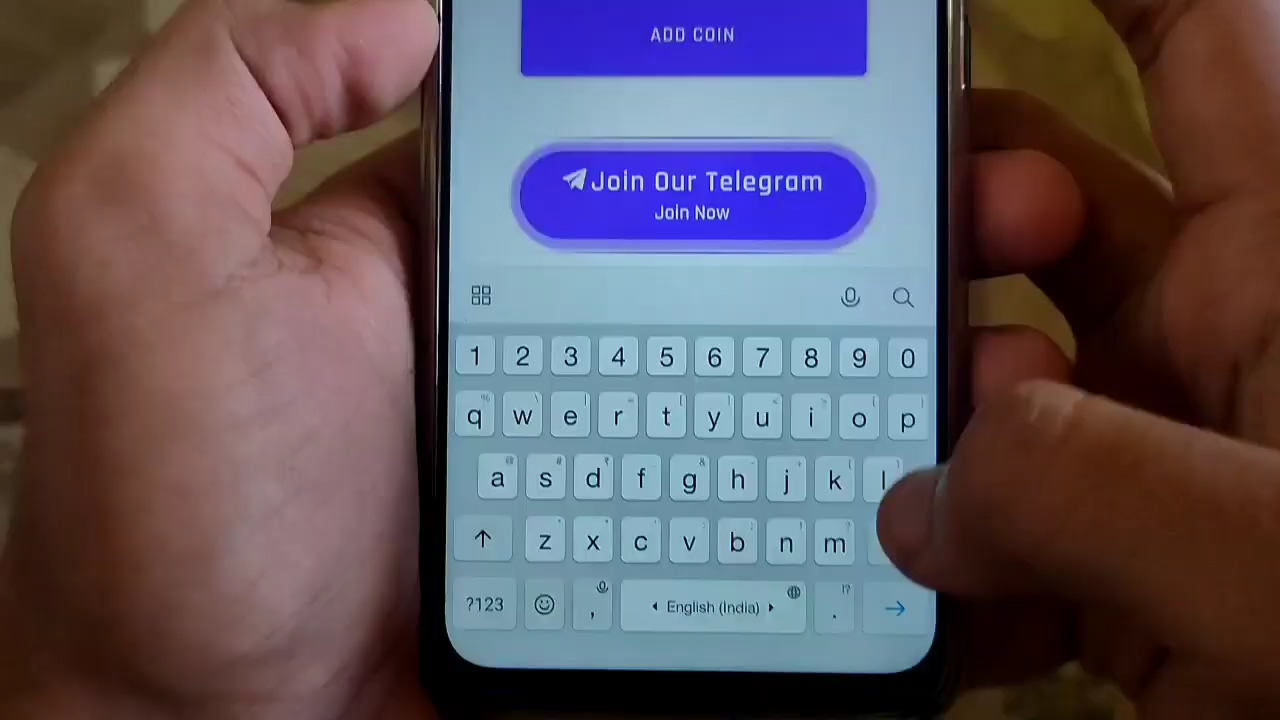 ADD COIN
Join Our Telegram
Join Now
1 2 3 4 5 6 7 8 9 0
q w e r t y u i o p
a s d f g h j k l
z x c v b n m
?123 , English (India) .